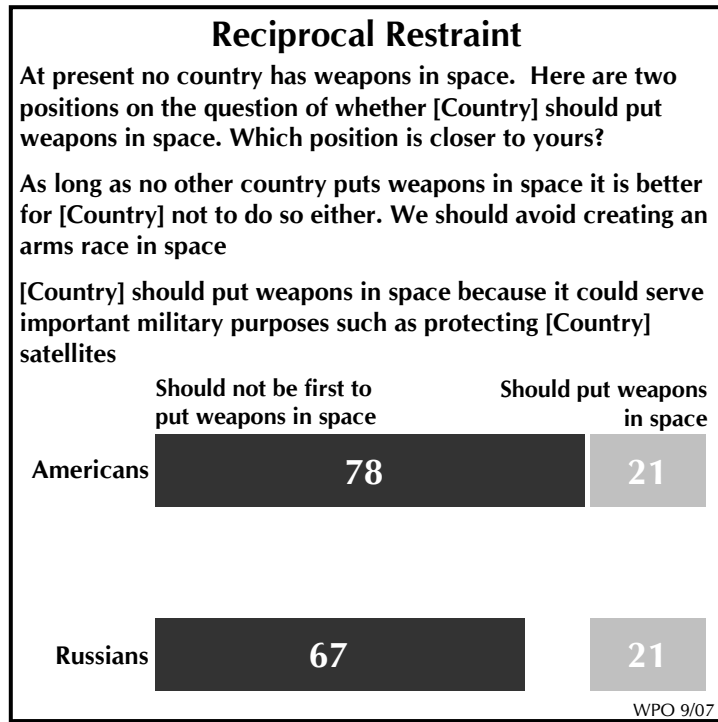 Reciprocal Restraint
At present no country has weapons in space.  Here are two
positions on the question of whether [Country] should put
weapons in space. Which position is closer to yours?
As long as no other country puts weapons in space it is better
for [Country] not to do so either. We should avoid creating an
arms race in space
[Country] should put weapons in space because it could serve
important military purposes such as protecting [Country]
satellites
Should not be first to
put weapons in space
Should put weapons
in space
Americans 78 21
Russians 67 21
WPO 9/07